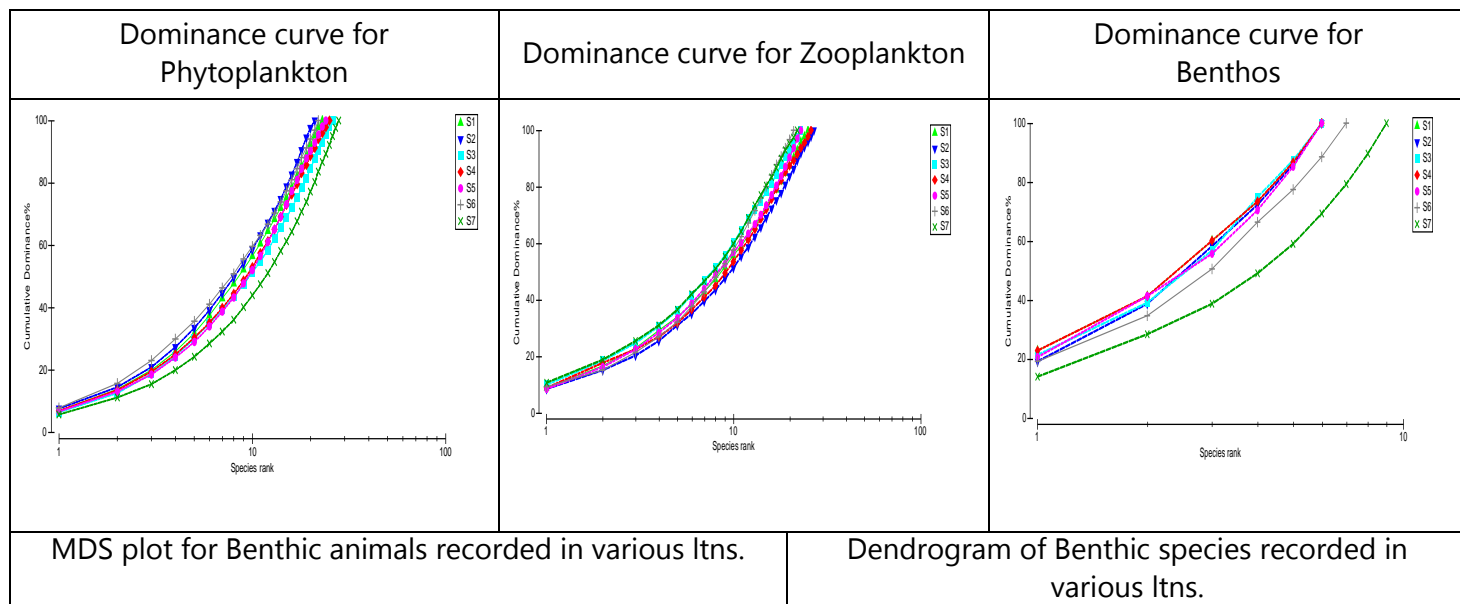 Dominance curve for
Phytoplankton
Dominance curve for Zooplankton
Dominance curve for
Benthos
100
80
60
40
20
0
Cumulative Dominance%
1
10
100
Species rank
S1
S2
S3
S4
S5
S6
S7
100
80
60
40
20
0
Cumulative Dominance%
1
10
100
Species rank
S1
S2
S3
S4
S5
S6
S7
100
80
60
40
20
0
Cumulative Dominance%
1
10
Species rank
S1
S2
S3
S4
S5
S6
S7
MDS plot for Benthic animals recorded in various ltns.
Dendrogram of Benthic species recorded in
various ltns.